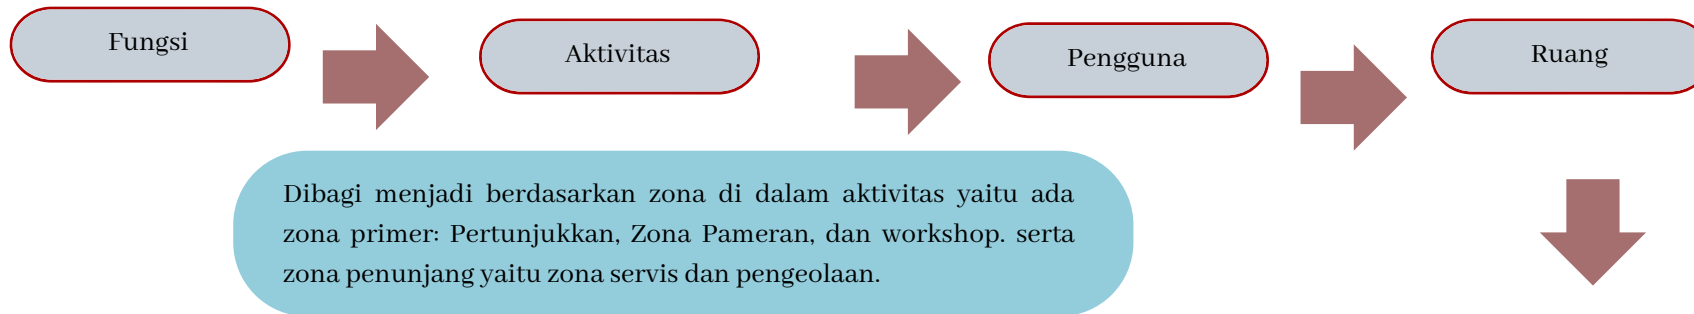 Fungsi
Aktivitas
Pengguna
Ruang
Dibagi menjadi berdasarkan zona di dalam aktivitas yaitu ada
zona primer: Pertunjukkan, Zona Pameran, dan workshop. serta
zona penunjang yaitu zona servis dan pengeolaan.